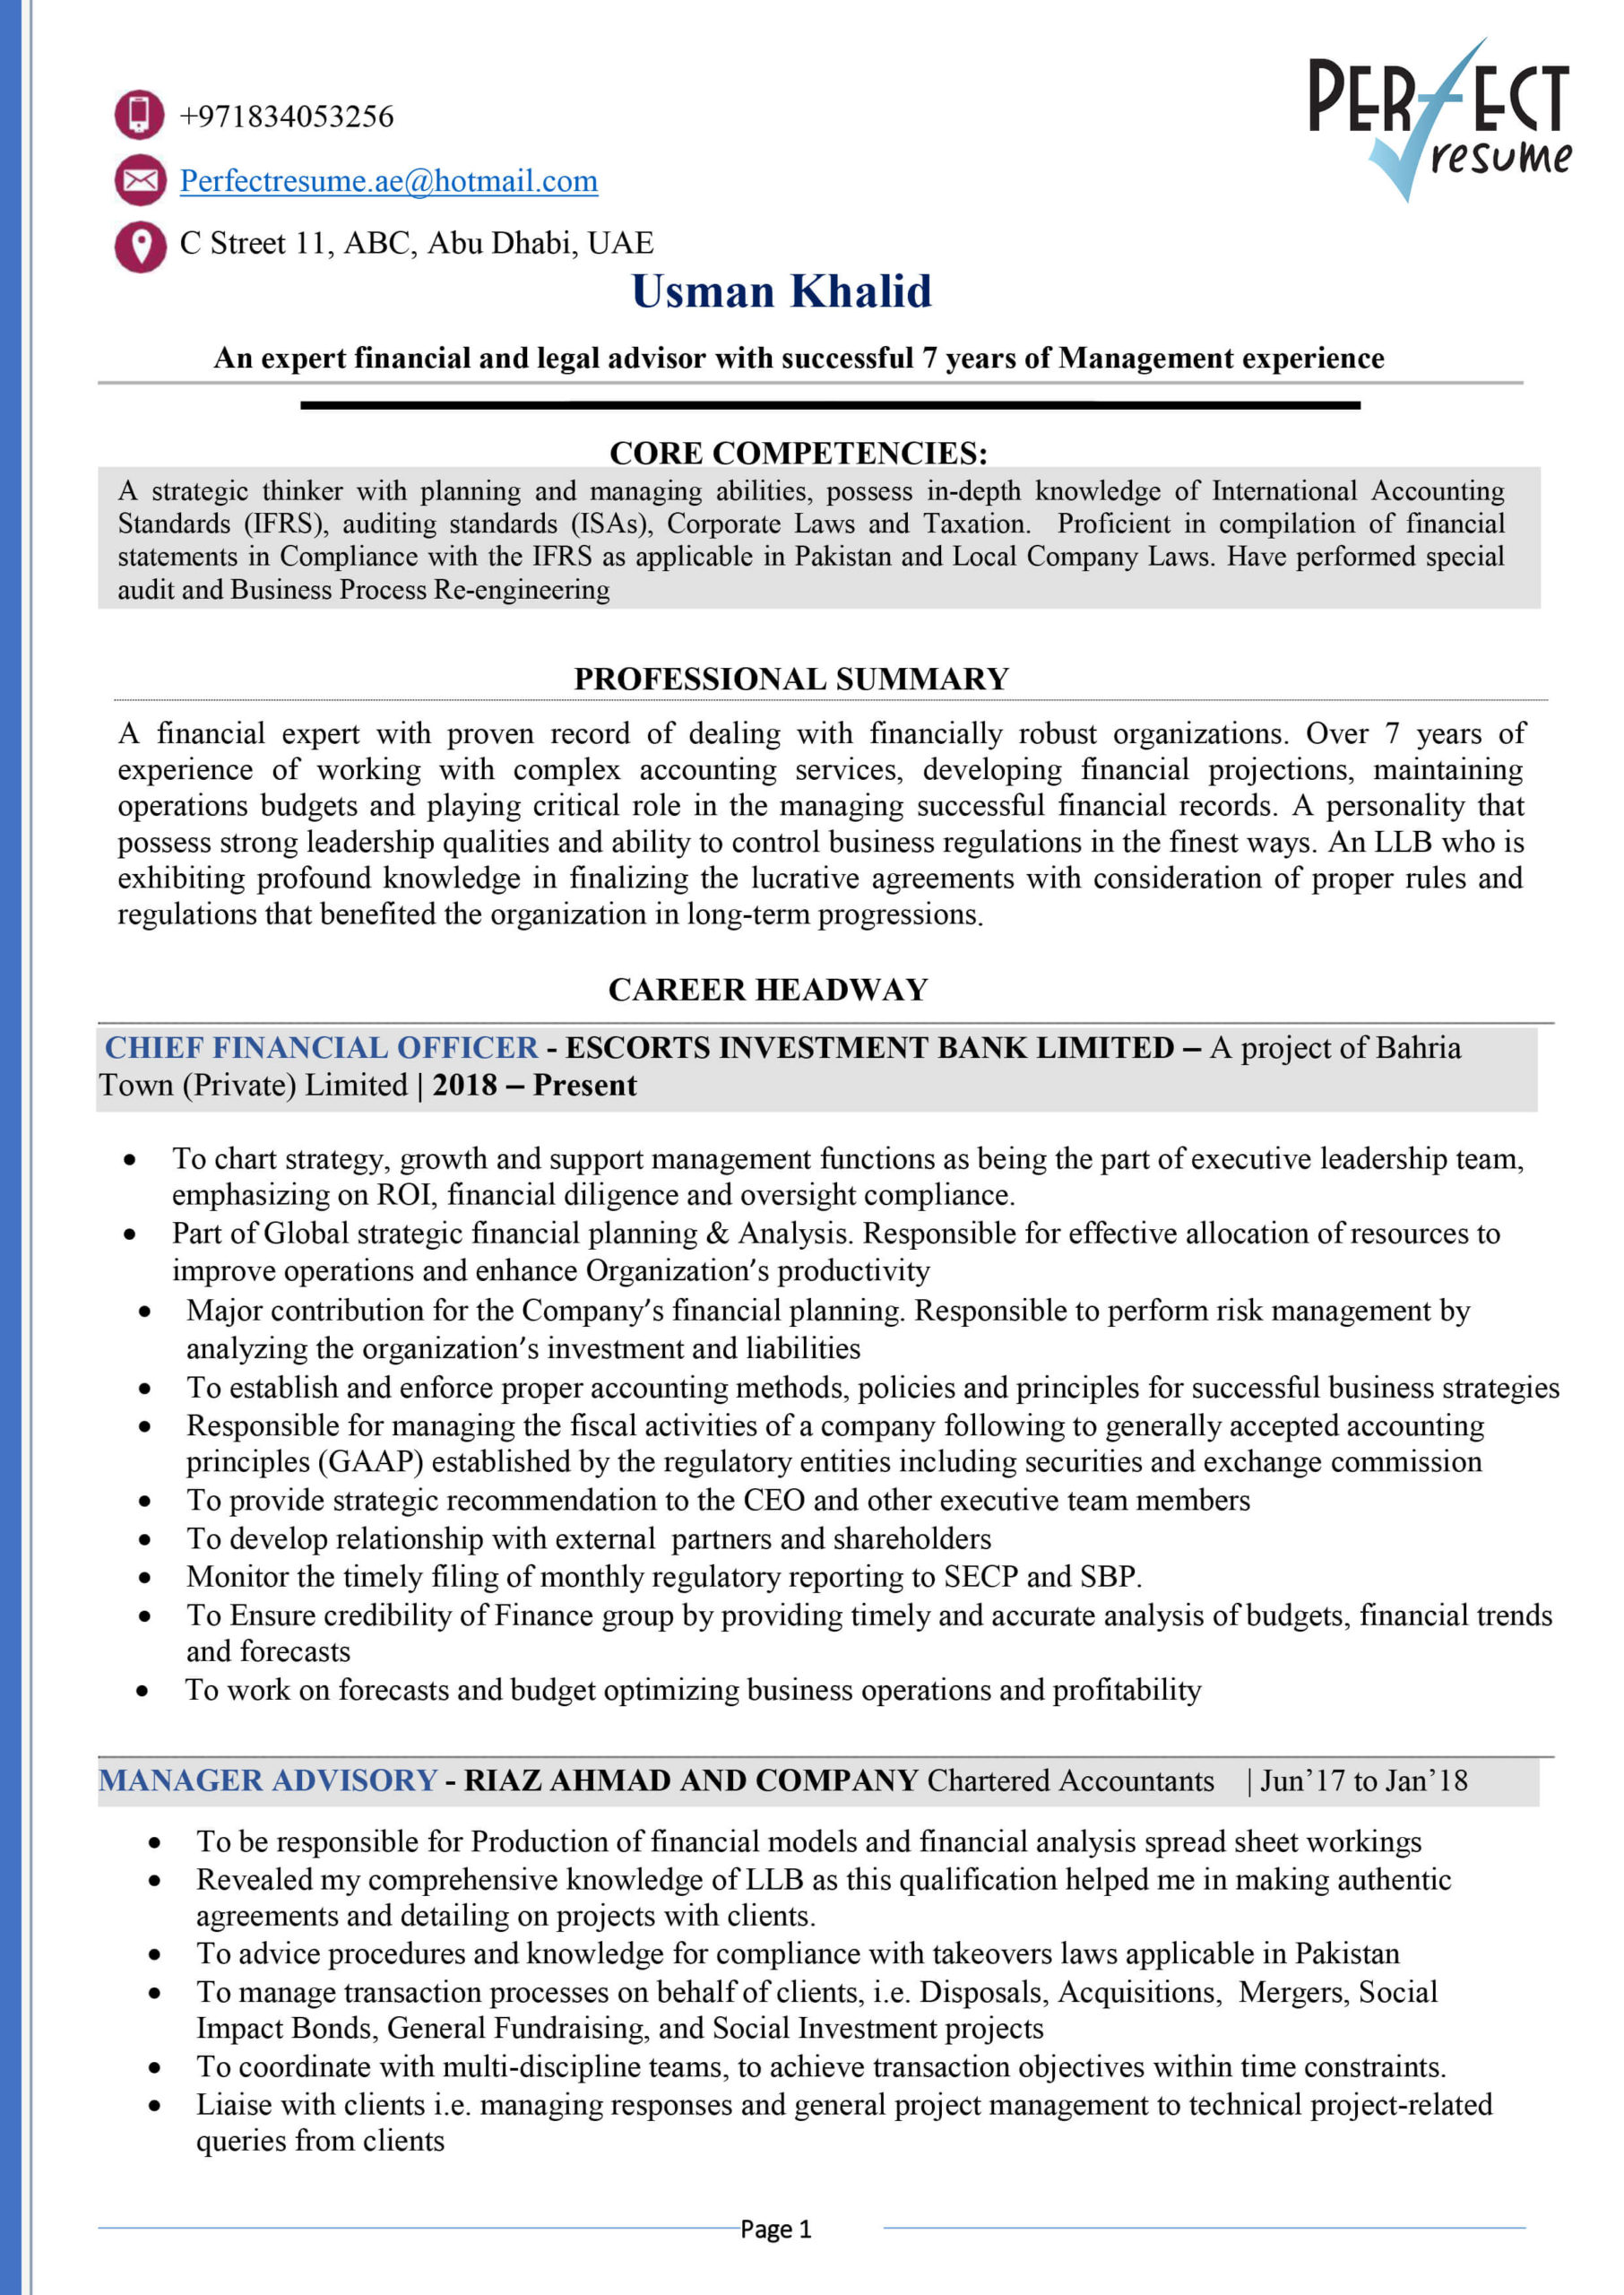 PERFECT
resume
+971834053256
Perfectresume.ae@hotmail.com
C Street 11, ABC, Abu Dhabi, UAE
Usman Khalid
An expert financial and legal advisor with successful 7 years of Management experience
CORE COMPETENCIES:
A strategic thinker with planning and managing abilities, possess in-depth knowledge of International Accounting
Standards (IFRS), auditing standards (ISAs), Corporate Laws and Taxation. Proficient in compilation of financial
statements in Compliance with the IFRS as applicable in Pakistan and Local Company Laws. Have performed special
audit and Business Process Re-engineering
PROFESSIONAL SUMMARY
A financial expert with proven record of dealing with financially robust organizations. Over 7 years of
experience of working with complex accounting services, developing financial projections, maintaining
operations budgets and playing critical role in the managing successful financial records. A personality that
possess strong leadership qualities and ability to control business regulations in the finest ways. An LLB who is
exhibiting profound knowledge in finalizing the lucrative agreements with consideration of proper rules and
regulations that benefited the organization in long-term progressions.
CAREER HEADWAY
CHIEF FINANCIAL OFFICER - ESCORTS INVESTMENT BANK LIMITED – A project of Bahria
Town (Private) Limited | 2018 – Present
• To chart strategy, growth and support management functions as being the part of executive leadership team,
emphasizing on ROI, financial diligence and oversight compliance.
• Part of Global strategic financial planning & Analysis. Responsible for effective allocation of resources to
improve operations and enhance Organization's productivity
• Major contribution for the Company's financial planning. Responsible to perform risk management by
analyzing the organization's investment and liabilities
• To establish and enforce proper accounting methods, policies and principles for successful business strategies
• Responsible for managing the fiscal activities of a company following to generally accepted accounting
principles (GAAP) established by the regulatory entities including securities and exchange commission
• To provide strategic recommendation to the CEO and other executive team members
• To develop relationship with external partners and shareholders
• Monitor the timely filing of monthly regulatory reporting to SECP and SBP.
• To Ensure credibility of Finance group by providing timely and accurate analysis of budgets, financial trends
and forecasts
• To work on forecasts and budget optimizing business operations and profitability
MANAGER ADVISORY - RIAZ AHMAD AND COMPANY Chartered Accountants | Jun'17 to Jan'18
• To be responsible for Production of financial models and financial analysis spread sheet workings
• Revealed my comprehensive knowledge of LLB as this qualification helped me in making authentic
agreements and detailing on projects with clients.
• To advice procedures and knowledge for compliance with takeovers laws applicable in Pakistan
• To manage transaction processes on behalf of clients, i.e. Disposals, Acquisitions, Mergers, Social
Impact Bonds, General Fundraising, and Social Investment projects
• To coordinate with multi-discipline teams, to achieve transaction objectives within time constraints.
• Liaise with clients i.e. managing responses and general project management to technical project-related
queries from clients
Page 1